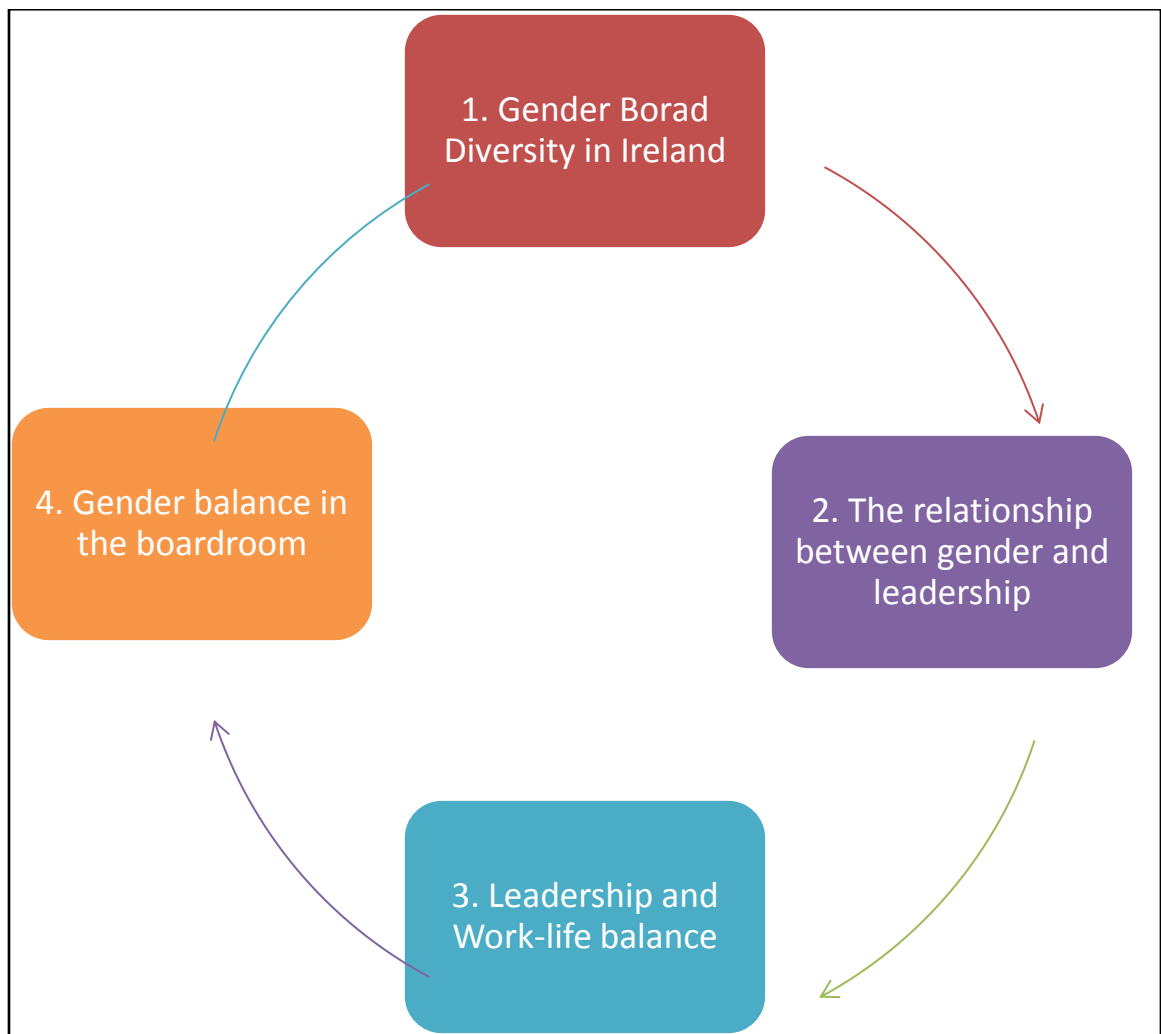 1. Gender Borad
Diversity in Ireland
2. The relationship
between gender and
leadership
3. Leadership and
Work-life balance
4. Gender balance in
the boardroom